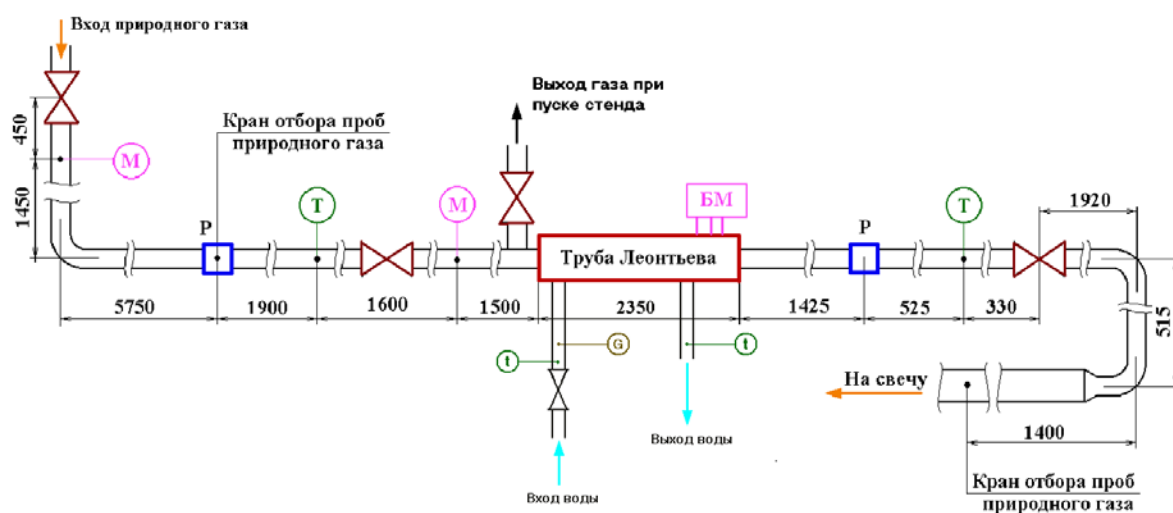 Вход природного газа
Выход газа при
пуске стенда
Кран отбора проб
природного газа
450
М
1450
Т
М
БМ
Т
1920
Р
Р
Труба Леонтьева
5750
1900
1600
1500
2350
1425
525
330
515
G
t
t
На свечу
Выход воды
1400
Вход воды
Кран отбора проб
природного газа